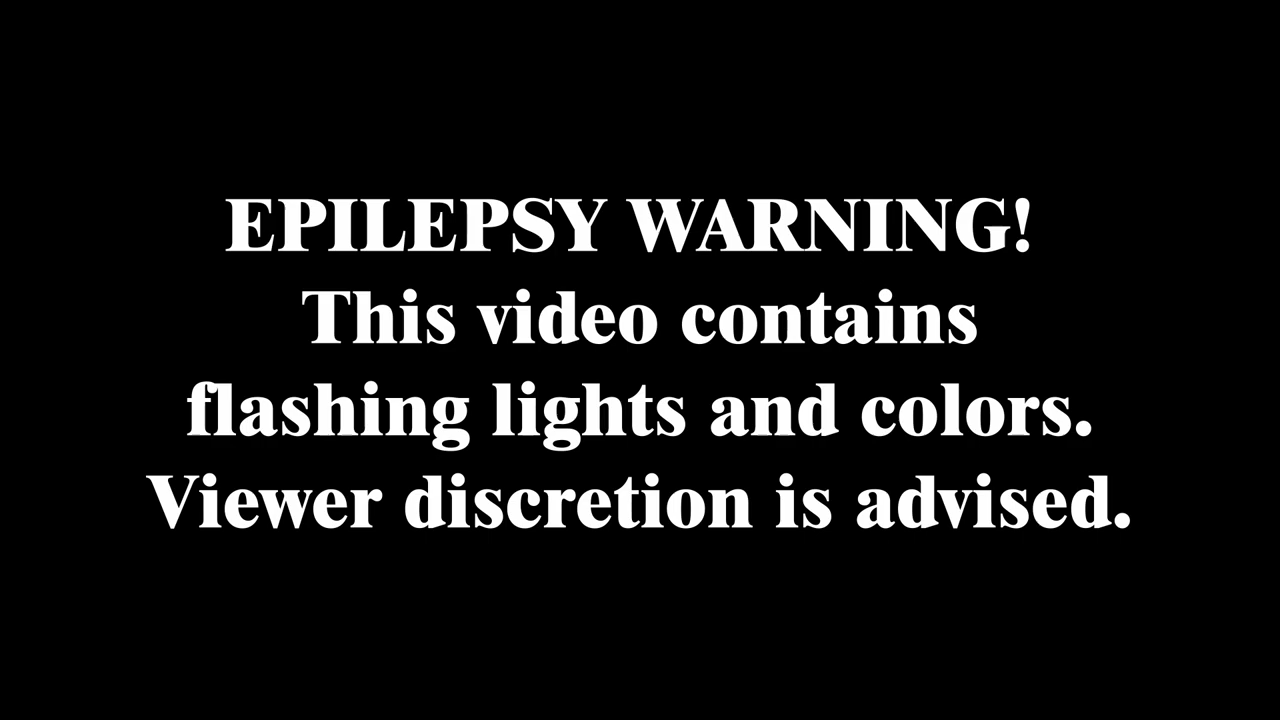 EPILEPSY WARNING!
This video contains
flashing lights and colors.
Viewer discretion is advised.